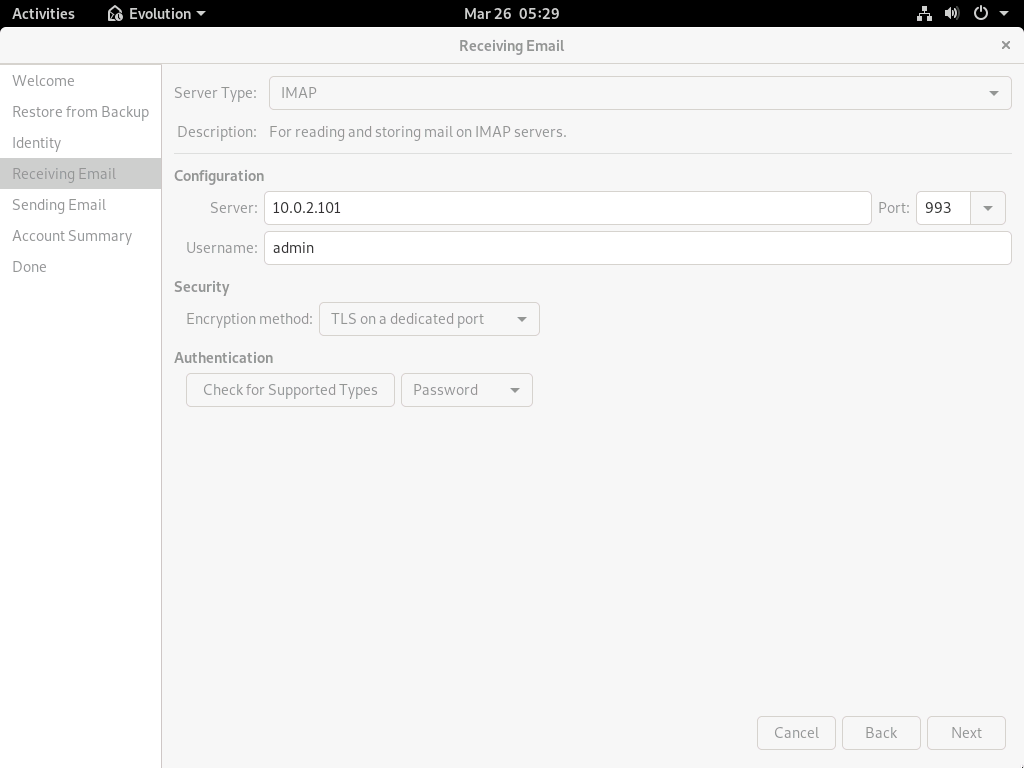 Activities Evolution Mar 26 05:29
Receiving Email
Welcome
Restore from Backup
Identity
Receiving Email
Sending Email
Account Summary
Done
Server Type: IMAP
Description: For reading and storing mail on IMAP servers.
Configuration
Server: 10.0.2.101 Port: 993
Username: admin
Security
Encryption method: TLS on a dedicated port
Authentication
Check for Supported Types Password
Cancel Back Next